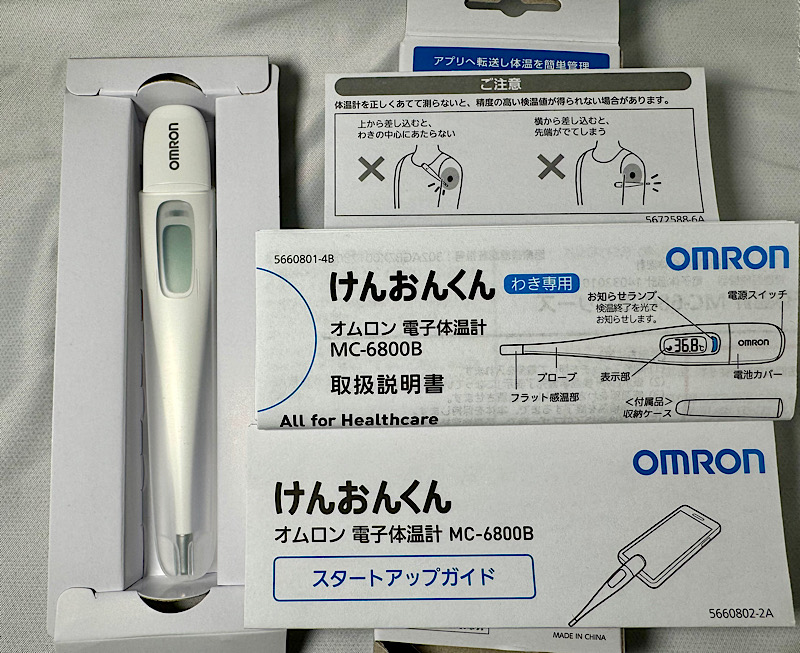 OMRON
アプリへ転送し体温を簡単管理
ご注意
体温計を正しくあてて測らないと、精度の高い検温値が得られない場合があります。
上から差し込むと、
わきの中心にあたらない
横から差し込むと、
先端がでてしまう
5672588-6A
5660801-4B
OMRON
けんおんくん わき専用
オムロン 電子体温計
MC-6800B
取扱説明書
All for Healthcare
お知らせランプ
検温終了を光で
お知らせします。
電源スイッチ
36.8℃
OMRON
プローブ
表示部
電池カバー
フラット感温部
<付属品>
収納ケース
OMRON
けんおんくん
オムロン 電子体温計 MC-6800B
スタートアップガイド
5660802-2A
MADE IN CHINA